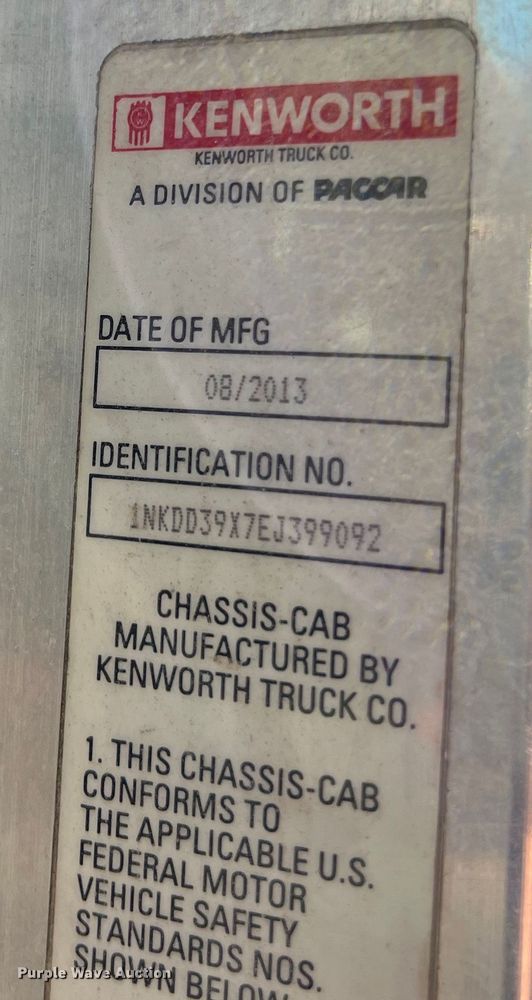 KENWORTH
KENWORTH TRUCK CO.
A DIVISION OF PACCAR
DATE OF MFG
08/2013
IDENTIFICATION NO.
1NKDD39X7EJ399092
CHASSIS-CAB
MANUFACTURED BY
KENWORTH TRUCK CO.
1. THIS CHASSIS-CAB
CONFORMS TO
THE APPLICABLE U.S.
FEDERAL MOTOR
VEHICLE SAFETY
STANDARDS NOS.
SHOWN BELOW
Purple Wave Auction